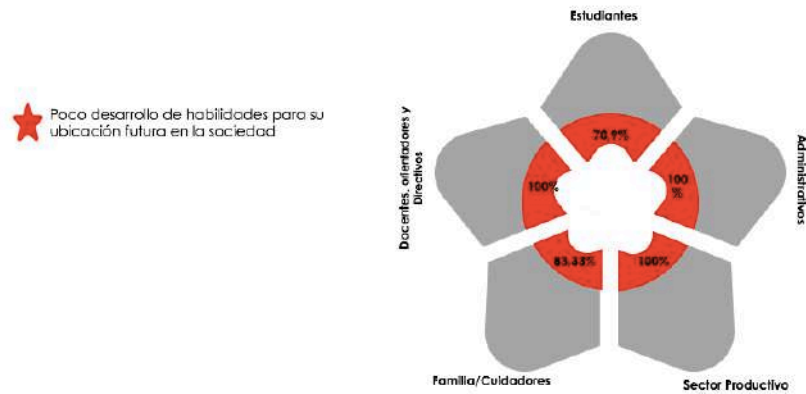 Estudiantes
Poco desarrollo de habilidades para su
ubicación futura en la sociedad
Docentes, orientadores y
Directivos
Administrativos
70,9%
100%
100
%
83,33%
100%
Familia/Cuidadores
Sector Productivo